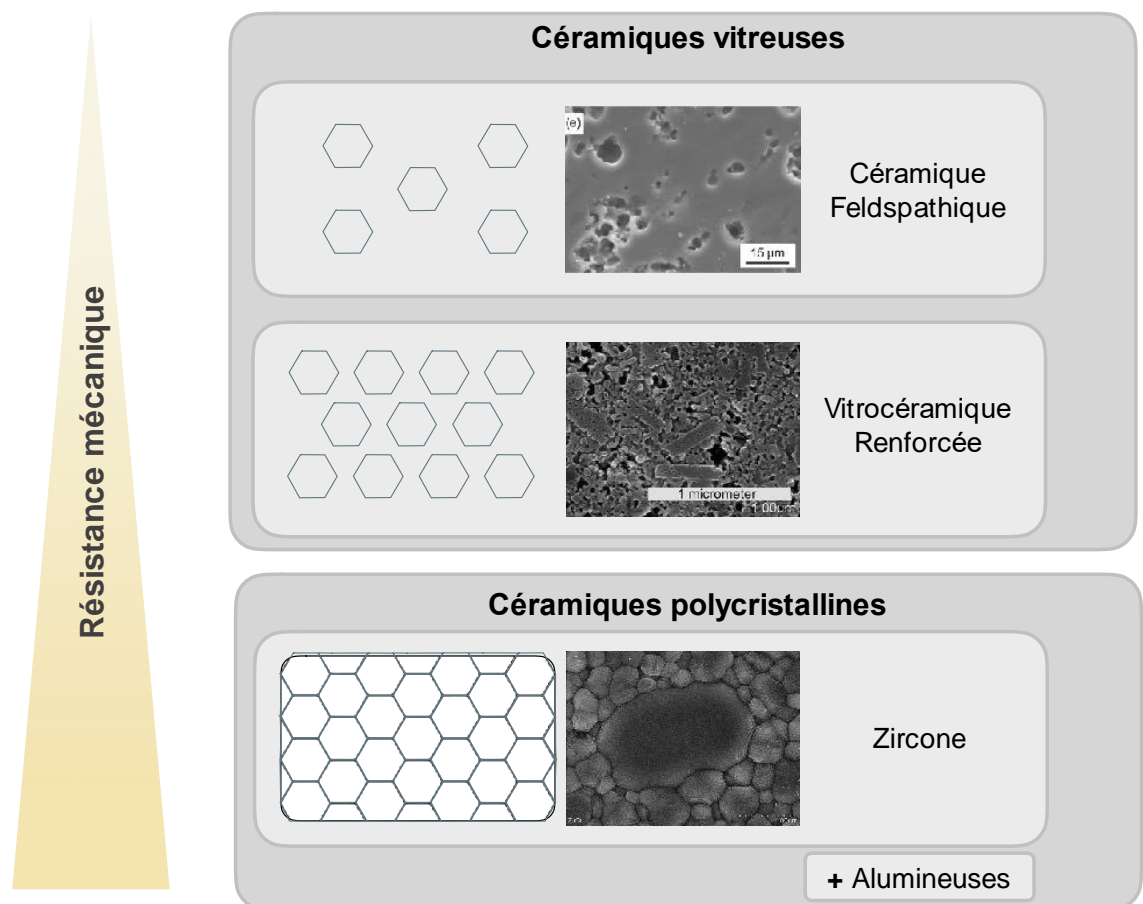 Céramiques vitreuses
Résistance mécanique
(e)
15 µm
Céramique
Feldspathique
1 micrometer
1.00µm
Vitrocéramique
Renforcée
Céramiques polycristallines
Zircone
+ Alumineuses